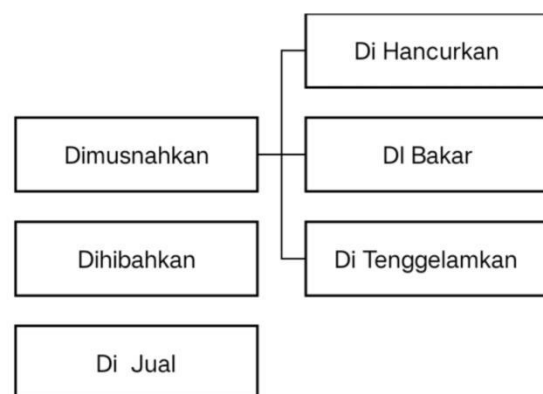 Di Hancurkan
Dimusnahkan
DI Bakar
Dihibahkan
Di Tenggelamkan
Di Jual